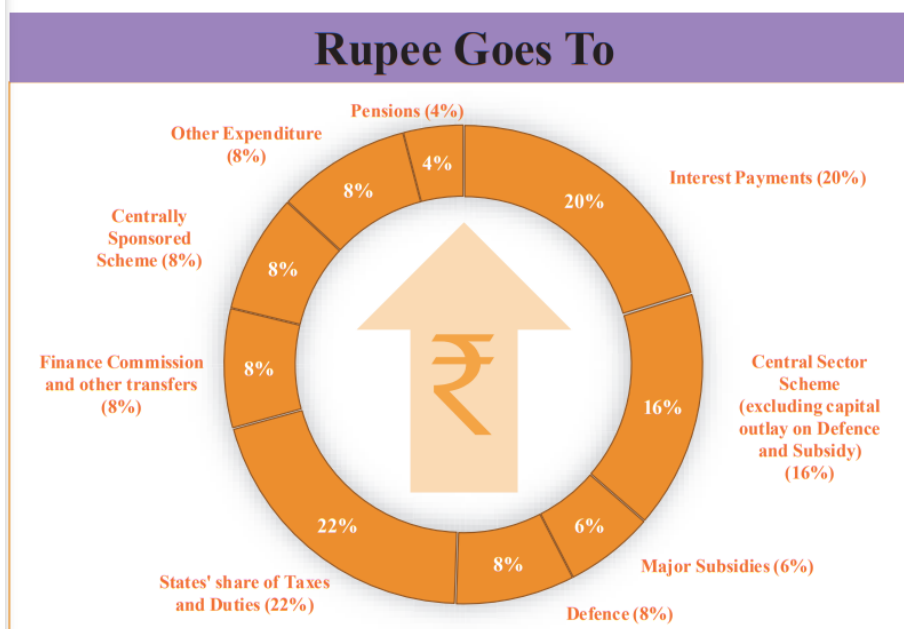 Rupee Goes To
Pensions (4%)
Other Expenditure
(8%)
4%
8%
Interest Payments (20%)
20%
Centrally
Sponsored
Scheme (8%)
8%
Finance Commission
and other transfers
(8%)
8%
₹
Central Sector
Scheme
(excluding capital
outlay on Defence
and Subsidy)
(16%)
16%
22%
6%
8%
Major Subsidies (6%)
States' share of Taxes
and Duties (22%)
Defence (8%)